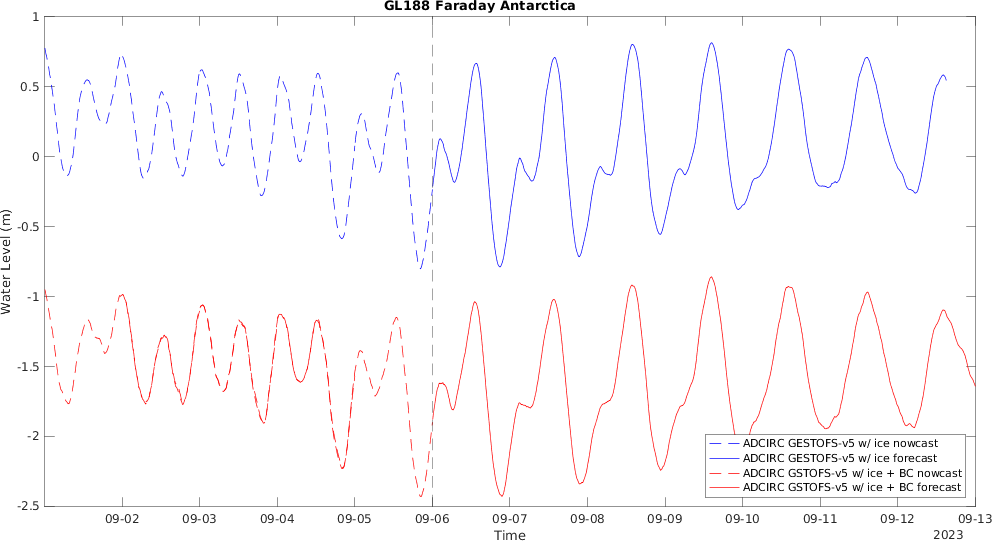 GL188 Faraday Antarctica
1
0.5
0
-0.5
-1
-1.5
-2
-2.5
Water Level (m)
ADCIRC GESTOFS-v5 w/ ice nowcast
ADCIRC GESTOFS-v5 w/ ice forecast
ADCIRC GSTOFS-v5 w/ ice + BC nowcast
ADCIRC GSTOFS-v5 w/ ice + BC forecast
09-02 09-03 09-04 09-05 09-06 09-07 09-08 09-09 09-10 09-11 09-12 09-13
Time
2023